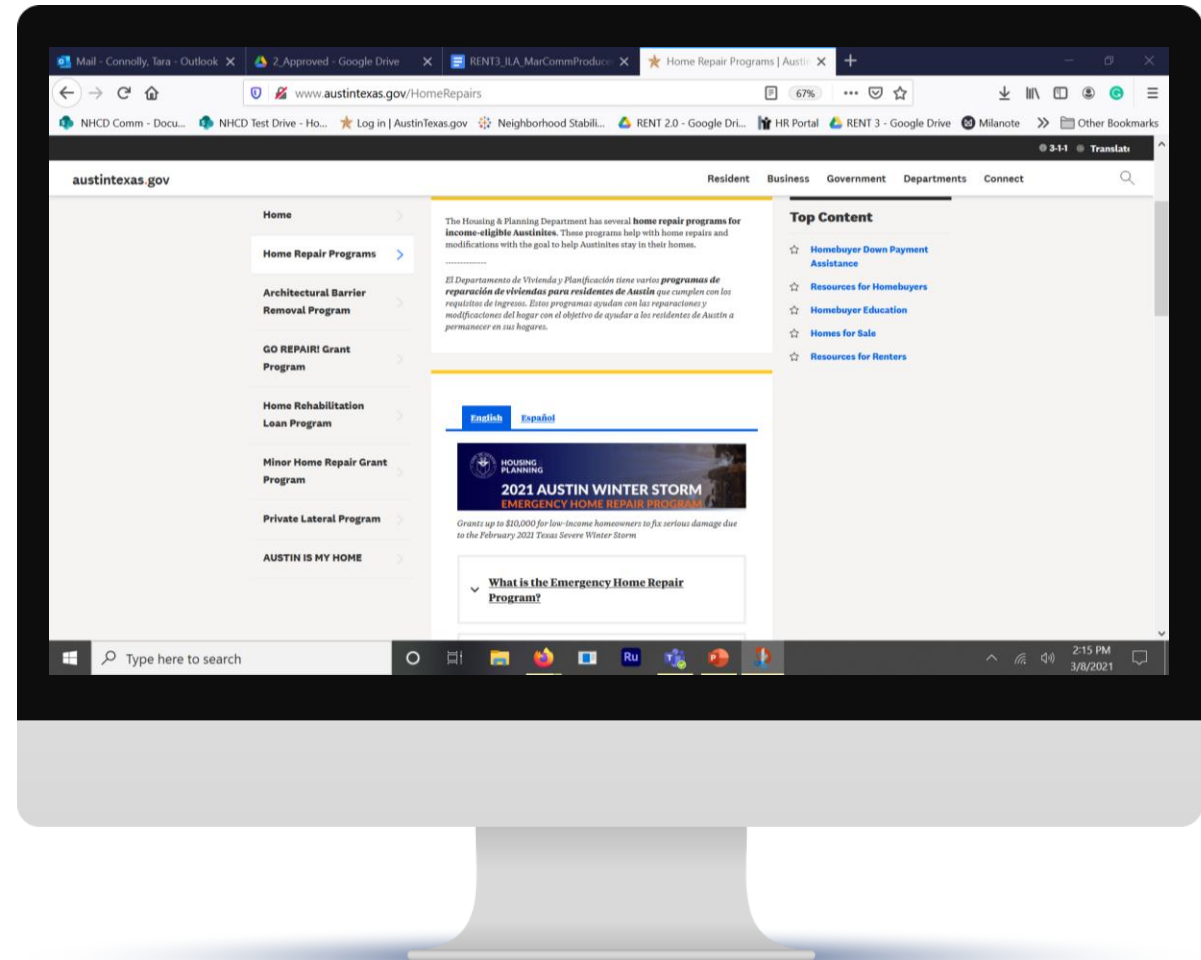 Mail - Connolly, Tara - Outlook
2_Approved - Google Drive
RENT3_ILA_MarCommProducer
Home Repair Programs | Austin
www.austintexas.gov/HomeRepairs
67%
NHCD Comm - Docu...
NHCD Test Drive - Ho...
Log in | AustinTexas.gov
Neighborhood Stabili...
RENT 2.0 - Google Dri...
HR Portal
RENT 3 - Google Drive
Milanote
Other Bookmarks
3-1-1
Translate
austintexas.gov
Resident
Business
Government
Departments
Connect
Home
Home Repair Programs
Architectural Barrier
Removal Program
GO REPAIR! Grant
Program
Home Rehabilitation
Loan Program
Minor Home Repair Grant
Program
Private Lateral Program
AUSTIN IS MY HOME
The Housing & Planning Department has several home repair programs for
income-eligible Austinites. These programs help with home repairs and
modifications with the goal to help Austinites stay in their homes.
--------------
El Departamento de Vivienda y Planificación tiene varios programas de
reparación de viviendas para residentes de Austin que cumplen con los
requisitos de ingresos. Estos programas ayudan con las reparaciones y
modificaciones del hogar con el objetivo de ayudar a los residentes de Austin a
permanecer en sus hogares.
English
Español
HOUSING
PLANNING
2021 AUSTIN WINTER STORM
EMERGENCY HOME REPAIR PROGRAM
Grants up to $10,000 for low-income homeowners to fix serious damage due
to the February 2021 Texas Severe Winter Storm
What is the Emergency Home Repair
Program?
Top Content
Homebuyer Down Payment
Assistance
Resources for Homebuyers
Homebuyer Education
Homes for Sale
Resources for Renters
Type here to search
Ru
2:15 PM
3/8/2021